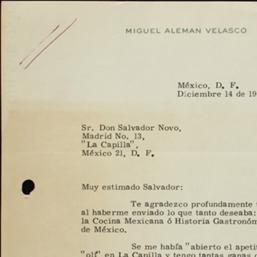 MIGUEL ALEMAN VELASCO
México, D. F.
Diciembre 14 de 19
Sr. Don Salvador Novo,
Madrid No. 13,
"La Capilla",
México 21, D. F.
Muy estimado Salvador:
Te agradezco profundamente
al haberme enviado lo que tanto deseaba:
la Cocina Mexicana ó Historia Gastronóm
de México.
Se me había "abierto el apetit
en La Capilla y tengo tantas ganas